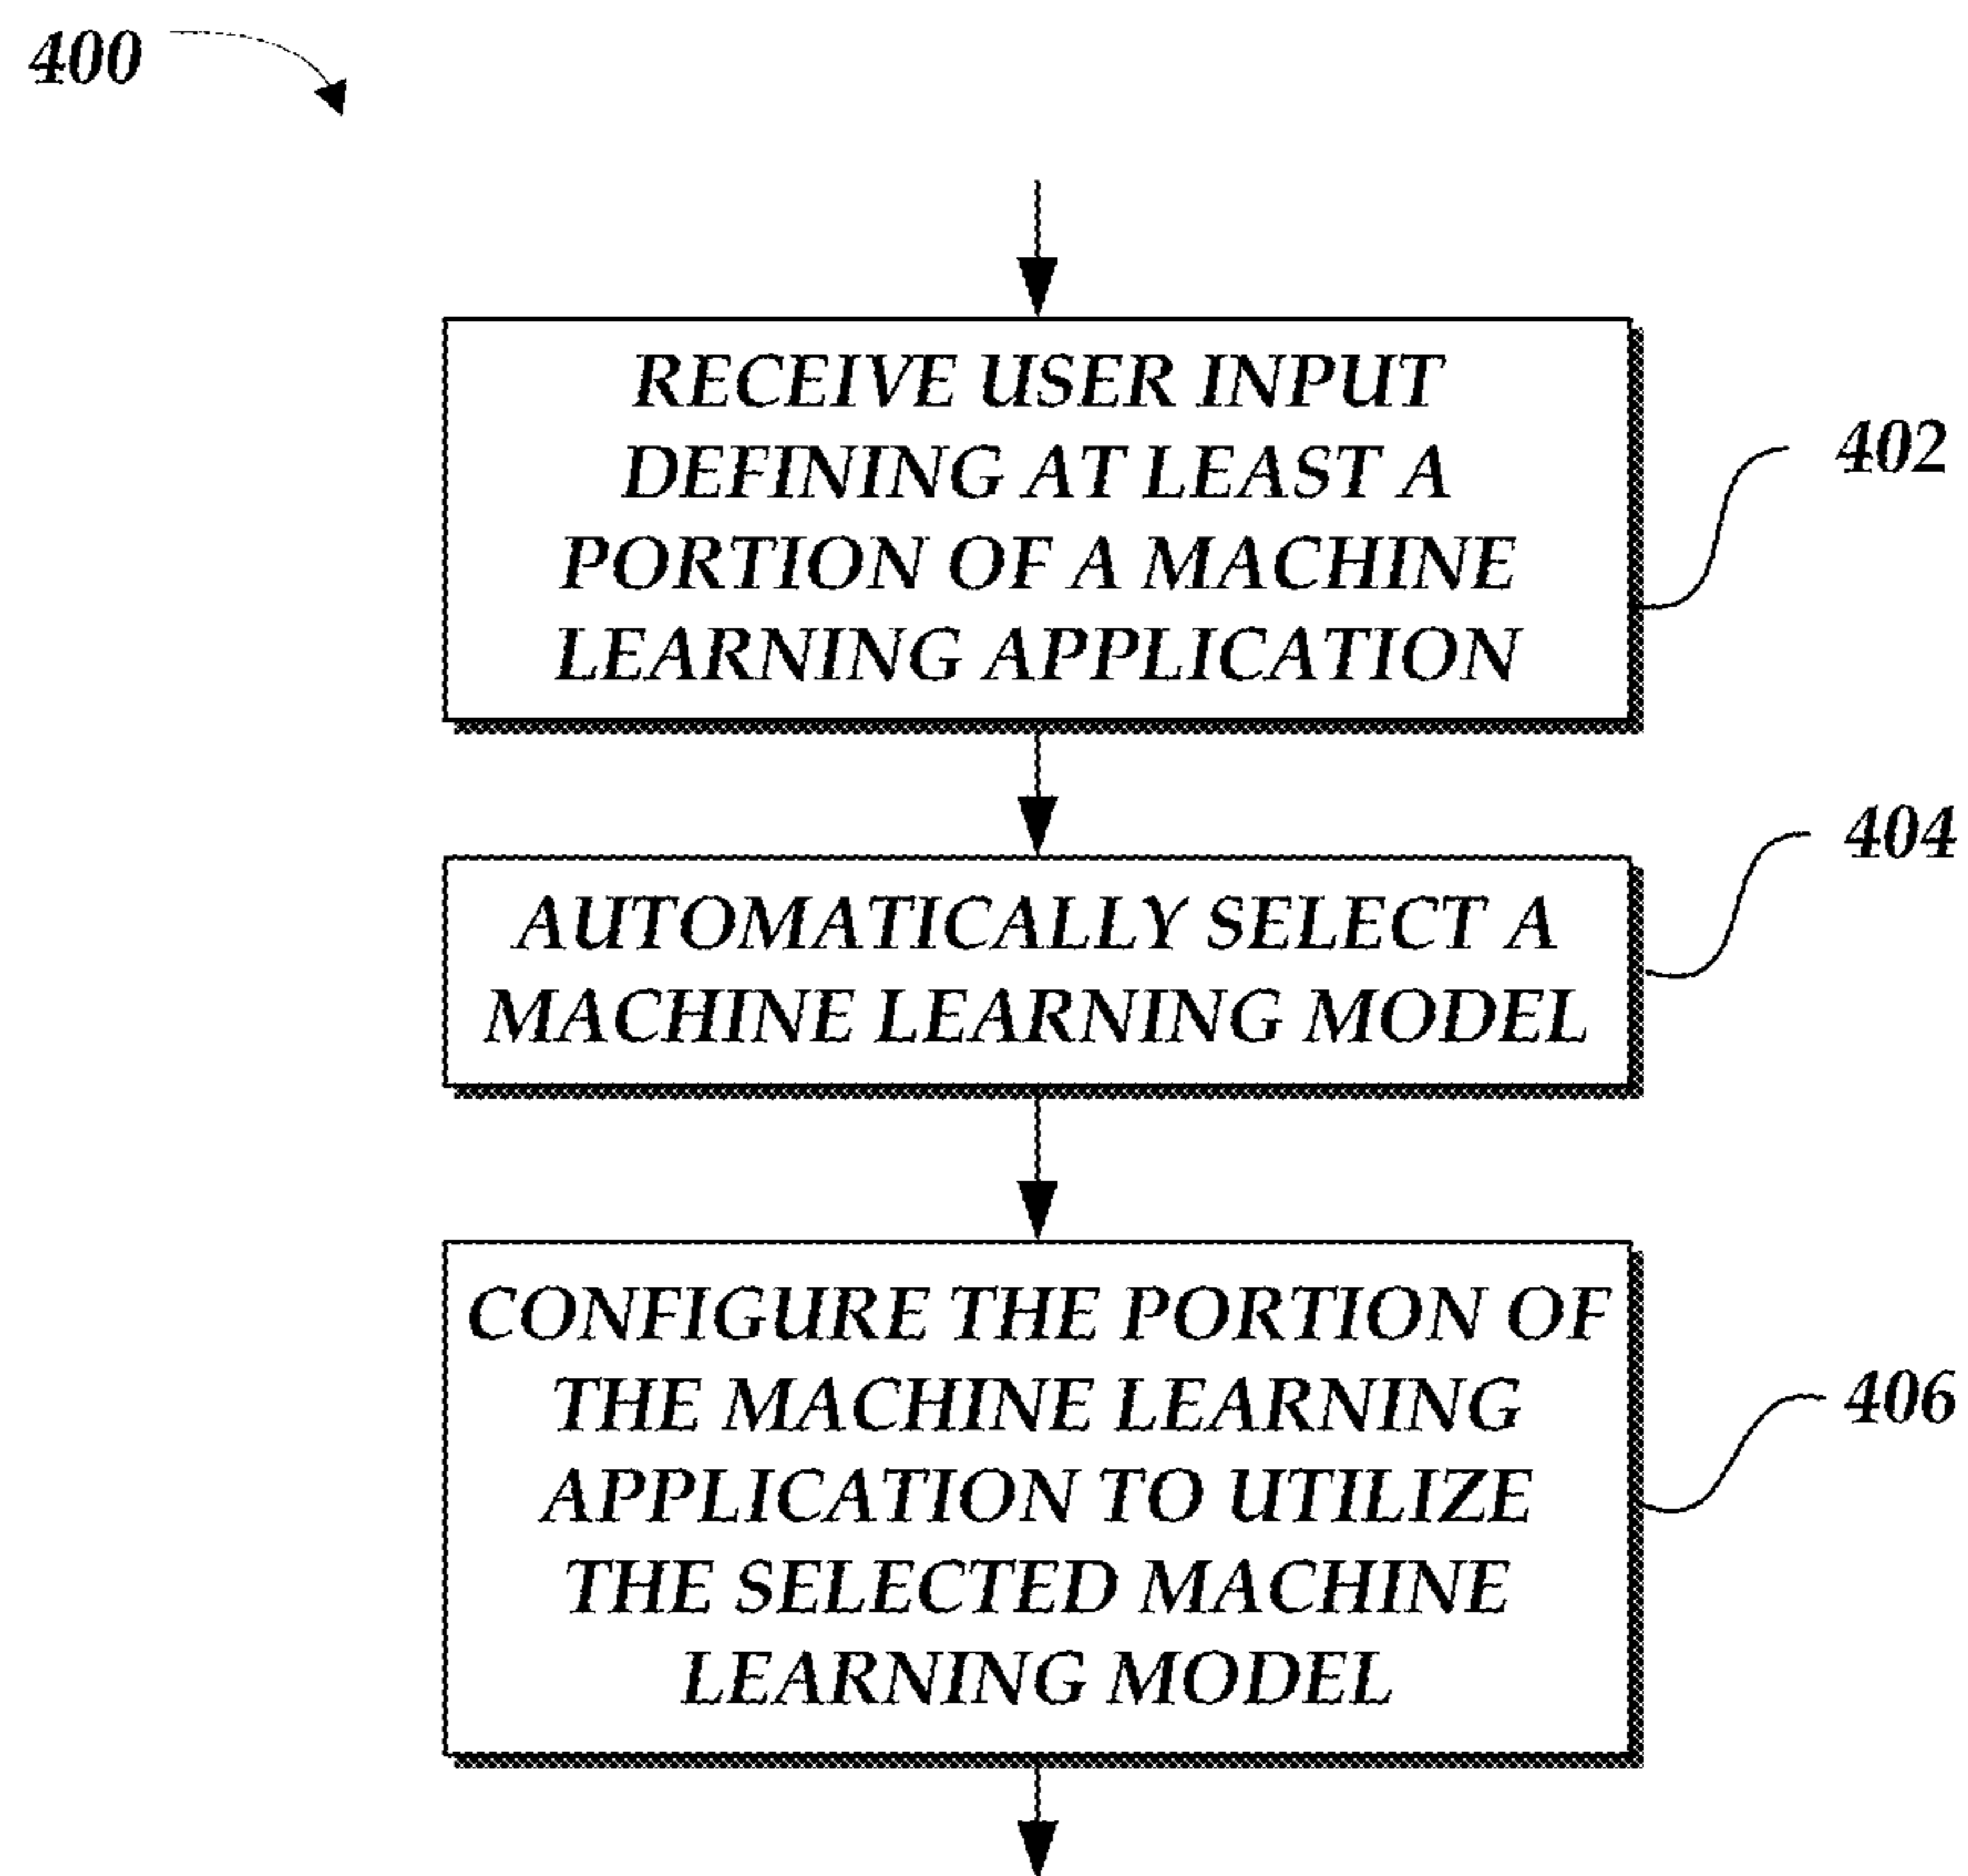 400
RECEIVE USER INPUT
DEFINING AT LEAST A
PORTION OF A MACHINE
LEARNING APPLICATION
402
AUTOMATICALLY SELECT A
MACHINE LEARNING MODEL
404
CONFIGURE THE PORTION OF
THE MACHINE LEARNING
APPLICATION TO UTILIZE
THE SELECTED MACHINE
LEARNING MODEL
406